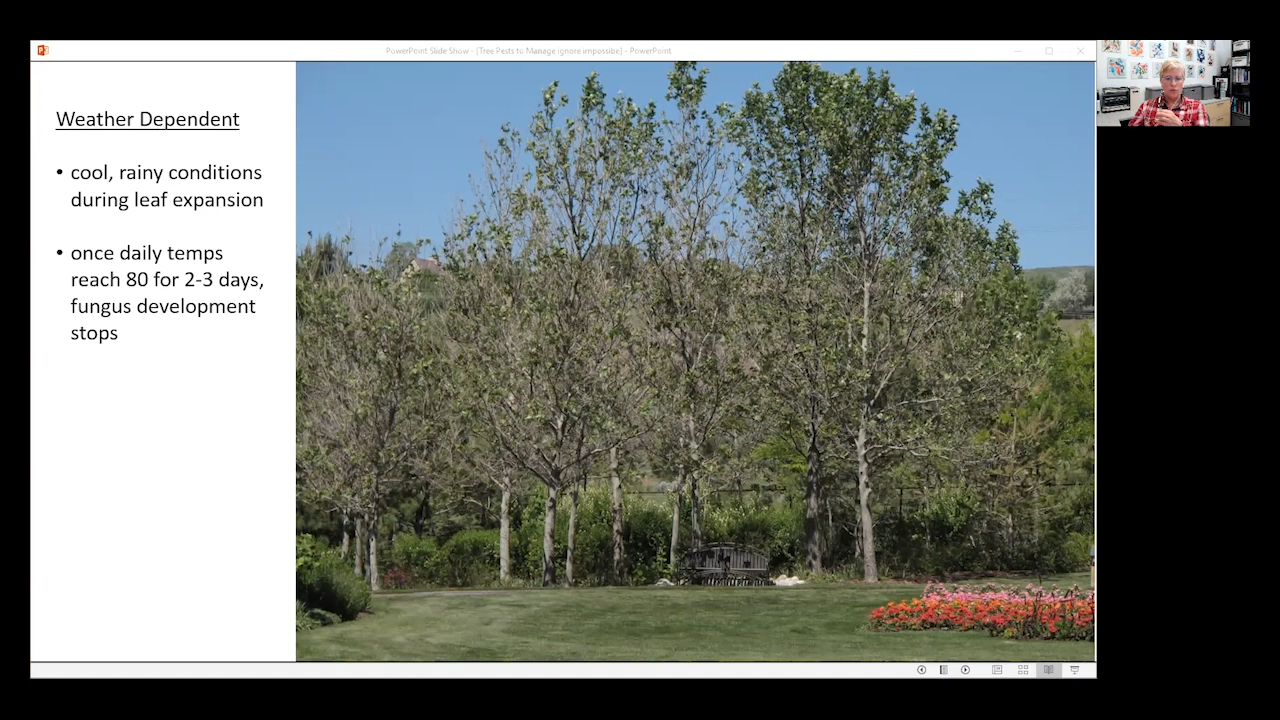 PowerPoint Slide Show - [Tree Pests to Manage ignore impossibe] - PowerPoint
Weather Dependent
• cool, rainy conditions
during leaf expansion
• once daily temps
reach 80 for 2-3 days,
fungus development
stops